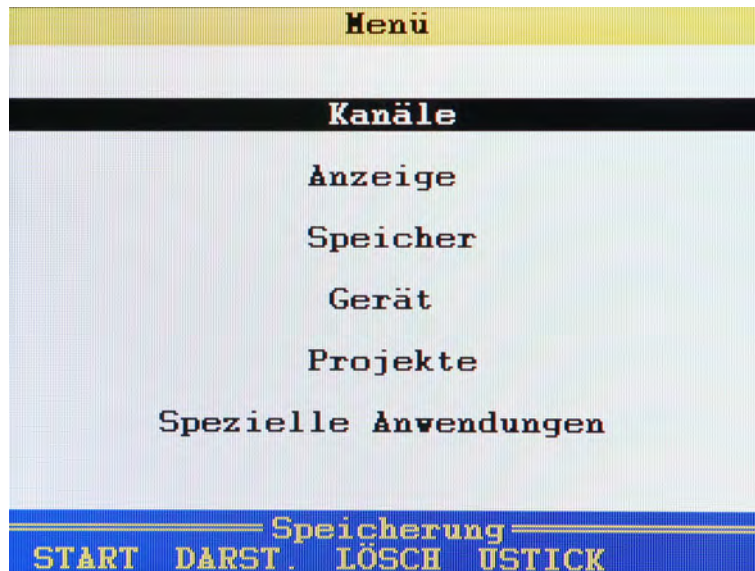 Menü
Kanäle
Anzeige
Speicher
Gerät
Projekte
Spezielle Anwendungen
Speicherung
START DARST. LÖSCH USTICK